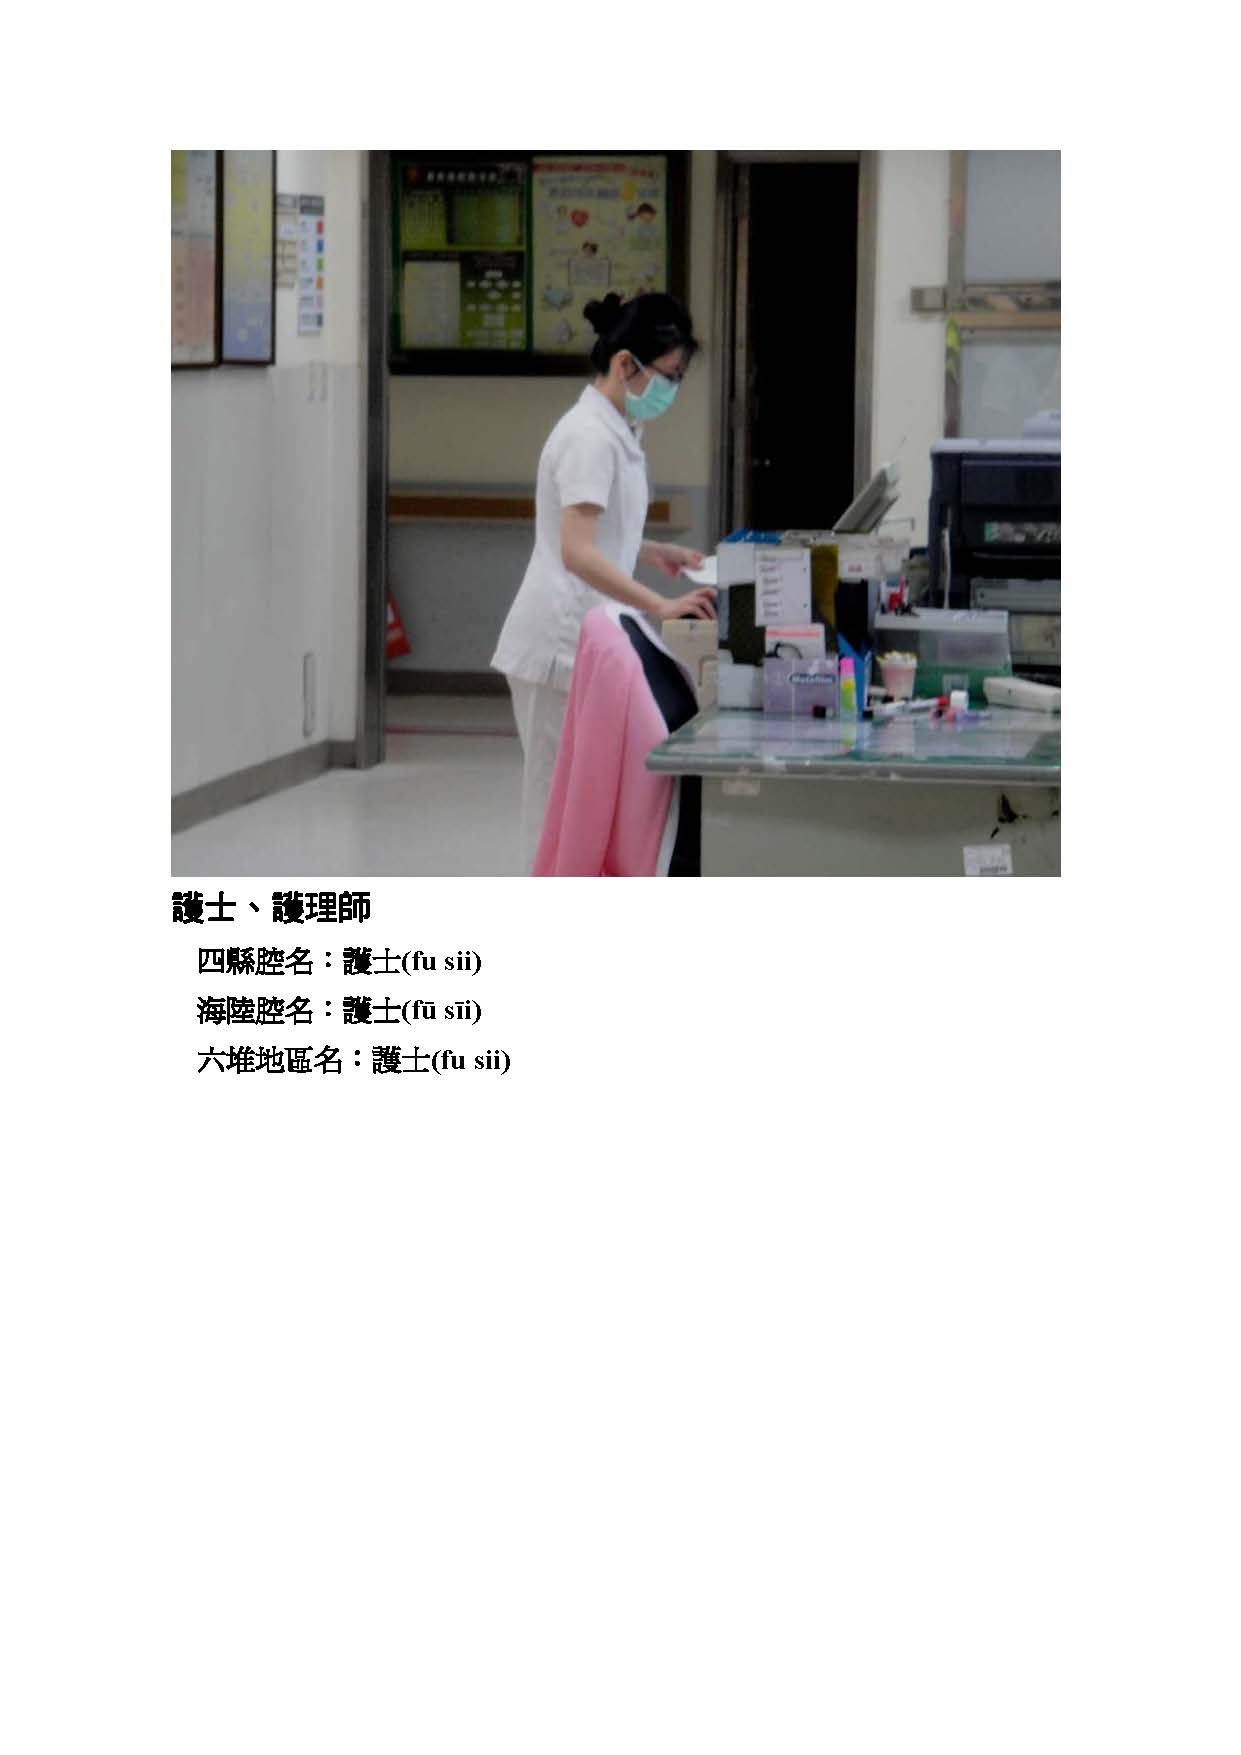 護士、護理師
四縣腔名：護士(fu sii)
海陸腔名：護士(fū sīi)
六堆地區名：護士(fu sii)